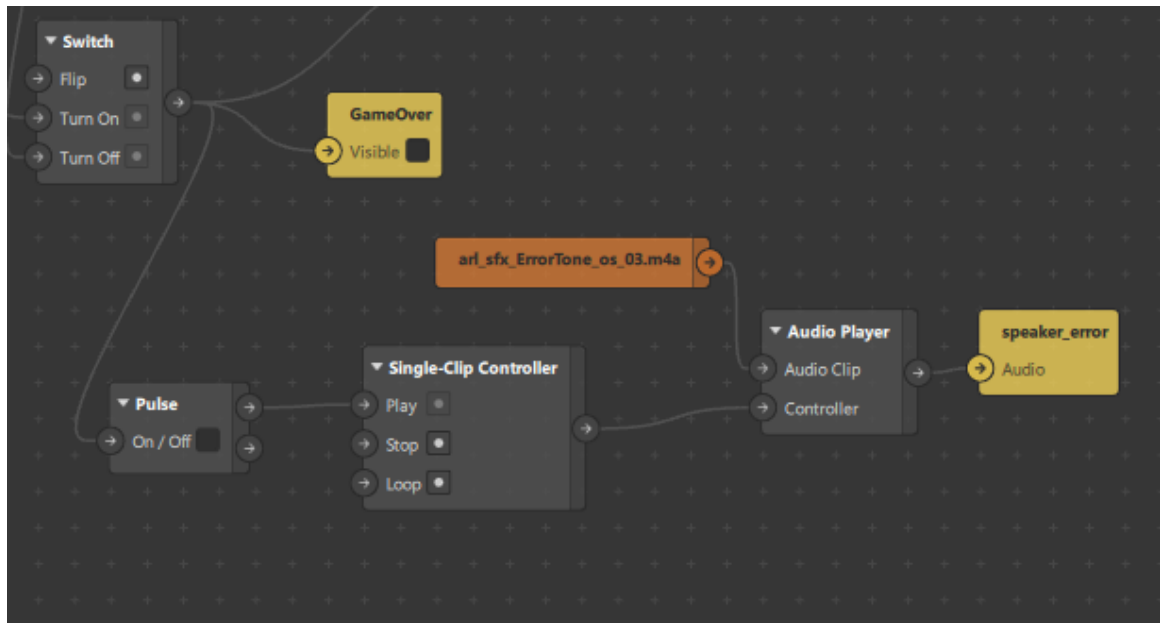 Switch
Flip
Turn On
Turn Off
GameOver
Visible
arl_sfx_ErrorTone_os_03.m4a
Audio Player
Audio Clip
Controller
speaker_error
Audio
Single-Clip Controller
Play
Stop
Loop
Pulse
On / Off